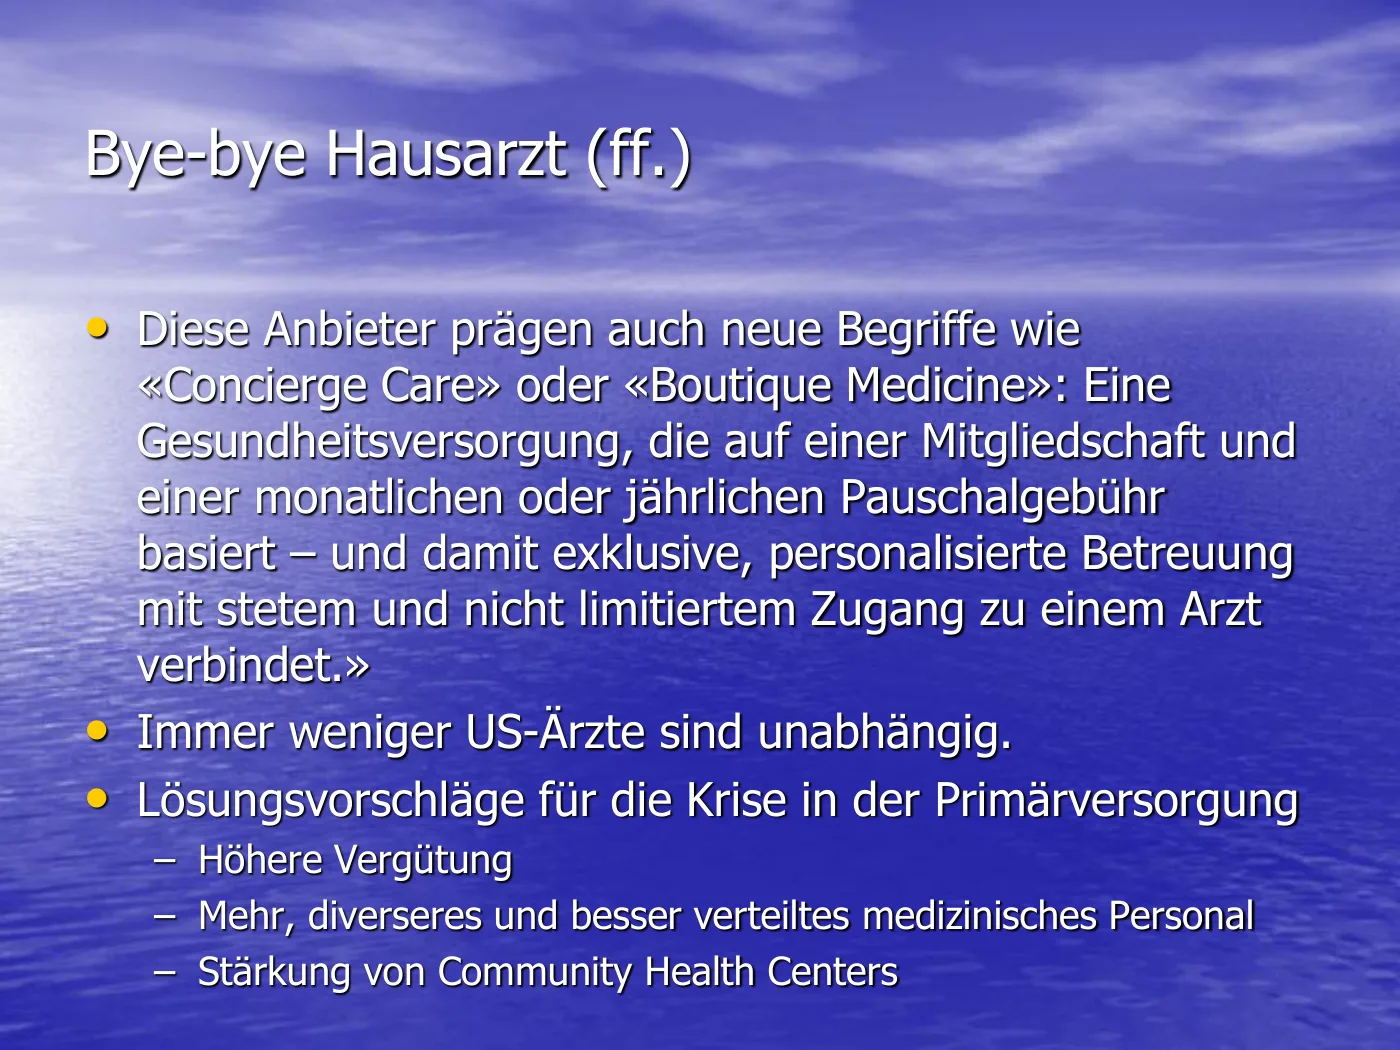 Bye-bye Hausarzt (ff.)
• Diese Anbieter prägen auch neue Begriffe wie
«Concierge Care» oder «Boutique Medicine»: Eine
Gesundheitsversorgung, die auf einer Mitgliedschaft und
einer monatlichen oder jährlichen Pauschalgebühr
basiert – und damit exklusive, personalisierte Betreuung
mit stetem und nicht limitiertem Zugang zu einem Arzt
verbindet.»
• Immer weniger US-Ärzte sind unabhängig.
• Lösungsvorschläge für die Krise in der Primärversorgung
– Höhere Vergütung
– Mehr, diverseres und besser verteiltes medizinisches Personal
– Stärkung von Community Health Centers